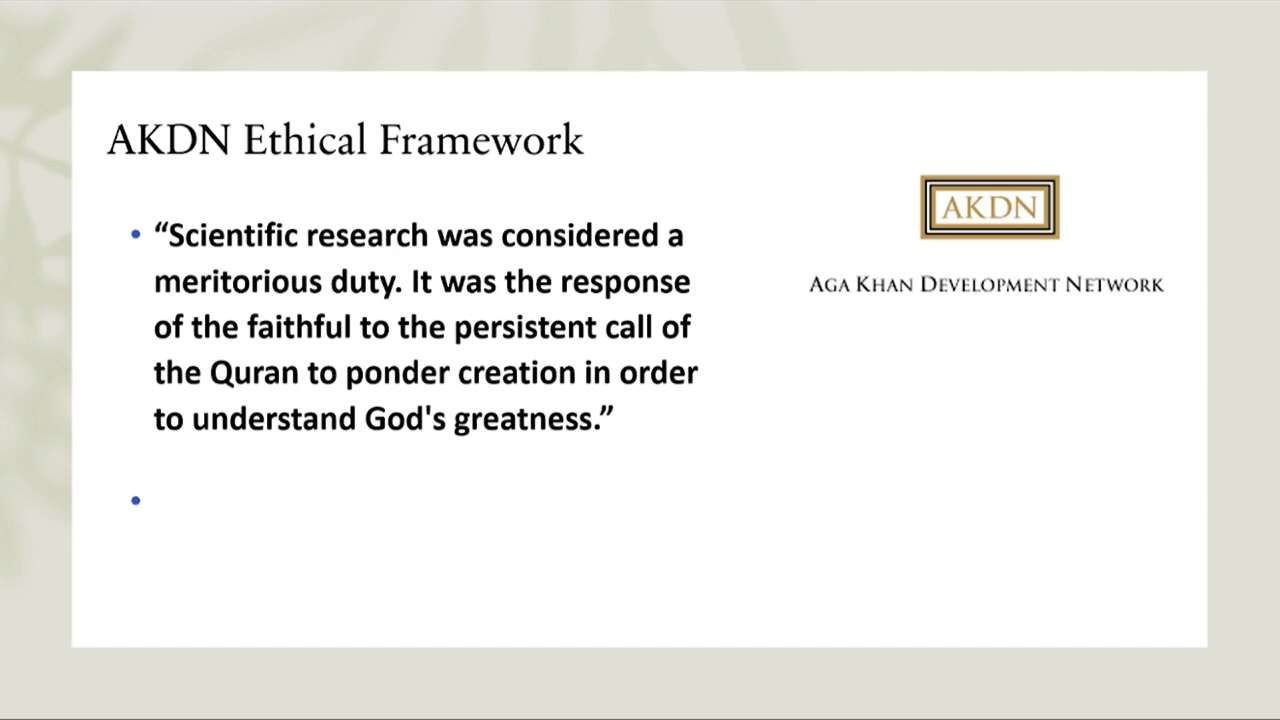 AKDN Ethical Framework
• “Scientific research was considered a
meritorious duty. It was the response
of the faithful to the persistent call of
the Quran to ponder creation in order
to understand God's greatness.”
•
AKDN
AGA KHAN DEVELOPMENT NETWORK